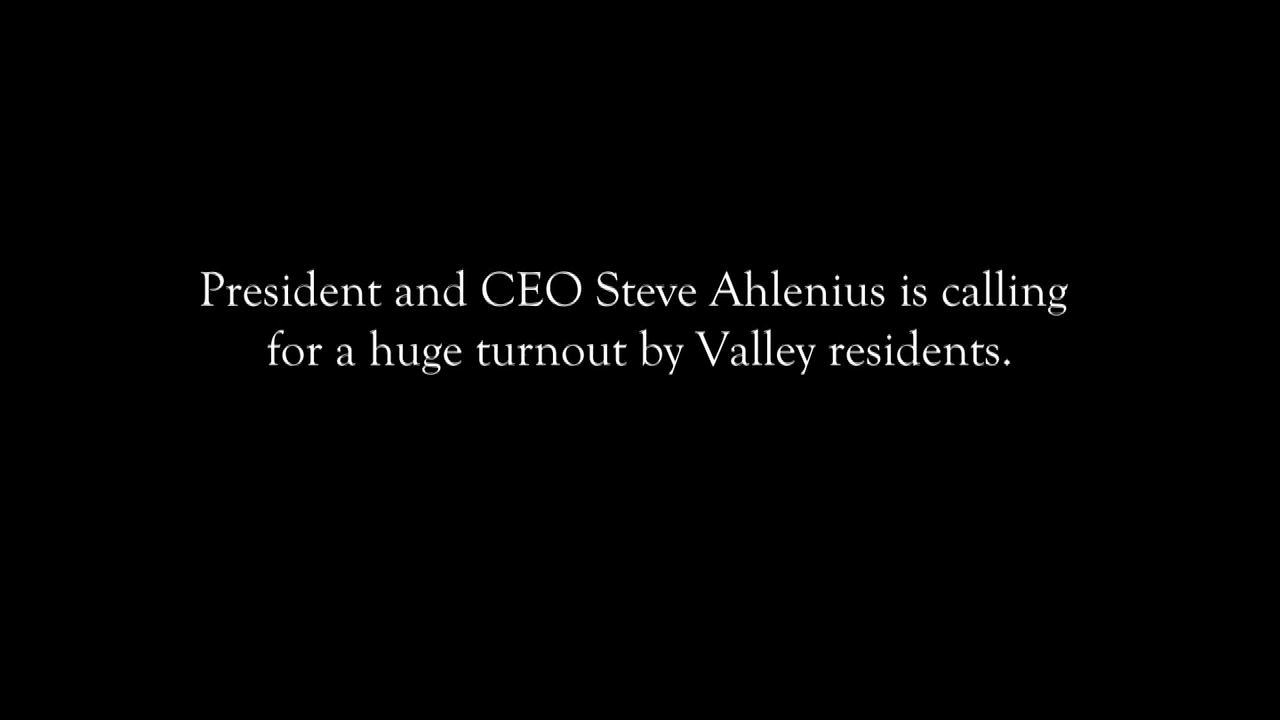 President and CEO Steve Ahlenius is calling
for a huge turnout by Valley residents.